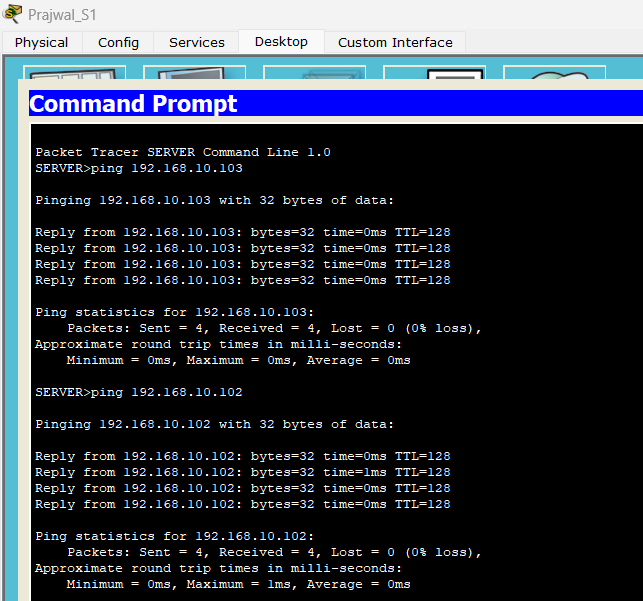 Prajwal_S1
Physical Config Services Desktop Custom Interface
Command Prompt
Packet Tracer SERVER Command Line 1.0
SERVER>ping 192.168.10.103
Pinging 192.168.10.103 with 32 bytes of data:
Reply from 192.168.10.103: bytes=32 time=0ms TTL=128
Reply from 192.168.10.103: bytes=32 time=0ms TTL=128
Reply from 192.168.10.103: bytes=32 time=0ms TTL=128
Reply from 192.168.10.103: bytes=32 time=0ms TTL=128
Ping statistics for 192.168.10.103:
    Packets: Sent = 4, Received = 4, Lost = 0 (0% loss),
Approximate round trip times in milli-seconds:
    Minimum = 0ms, Maximum = 0ms, Average = 0ms
SERVER>ping 192.168.10.102
Pinging 192.168.10.102 with 32 bytes of data:
Reply from 192.168.10.102: bytes=32 time=0ms TTL=128
Reply from 192.168.10.102: bytes=32 time=1ms TTL=128
Reply from 192.168.10.102: bytes=32 time=0ms TTL=128
Reply from 192.168.10.102: bytes=32 time=0ms TTL=128
Ping statistics for 192.168.10.102:
    Packets: Sent = 4, Received = 4, Lost = 0 (0% loss),
Approximate round trip times in milli-seconds:
    Minimum = 0ms, Maximum = 1ms, Average = 0ms